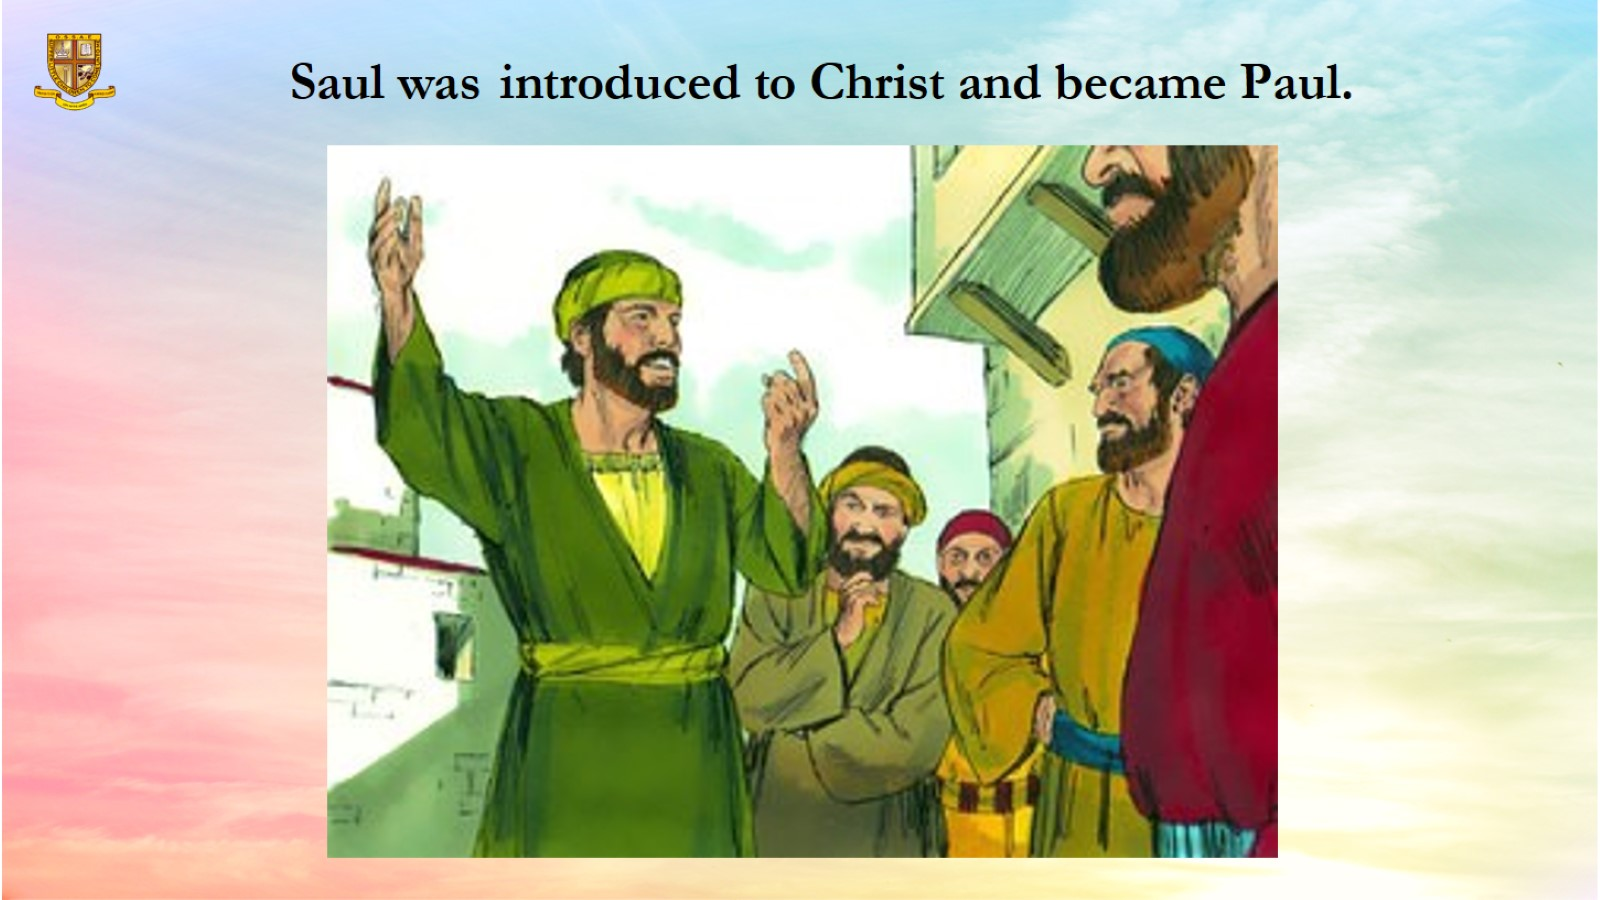 Saul was introduced to Christ and became Paul.